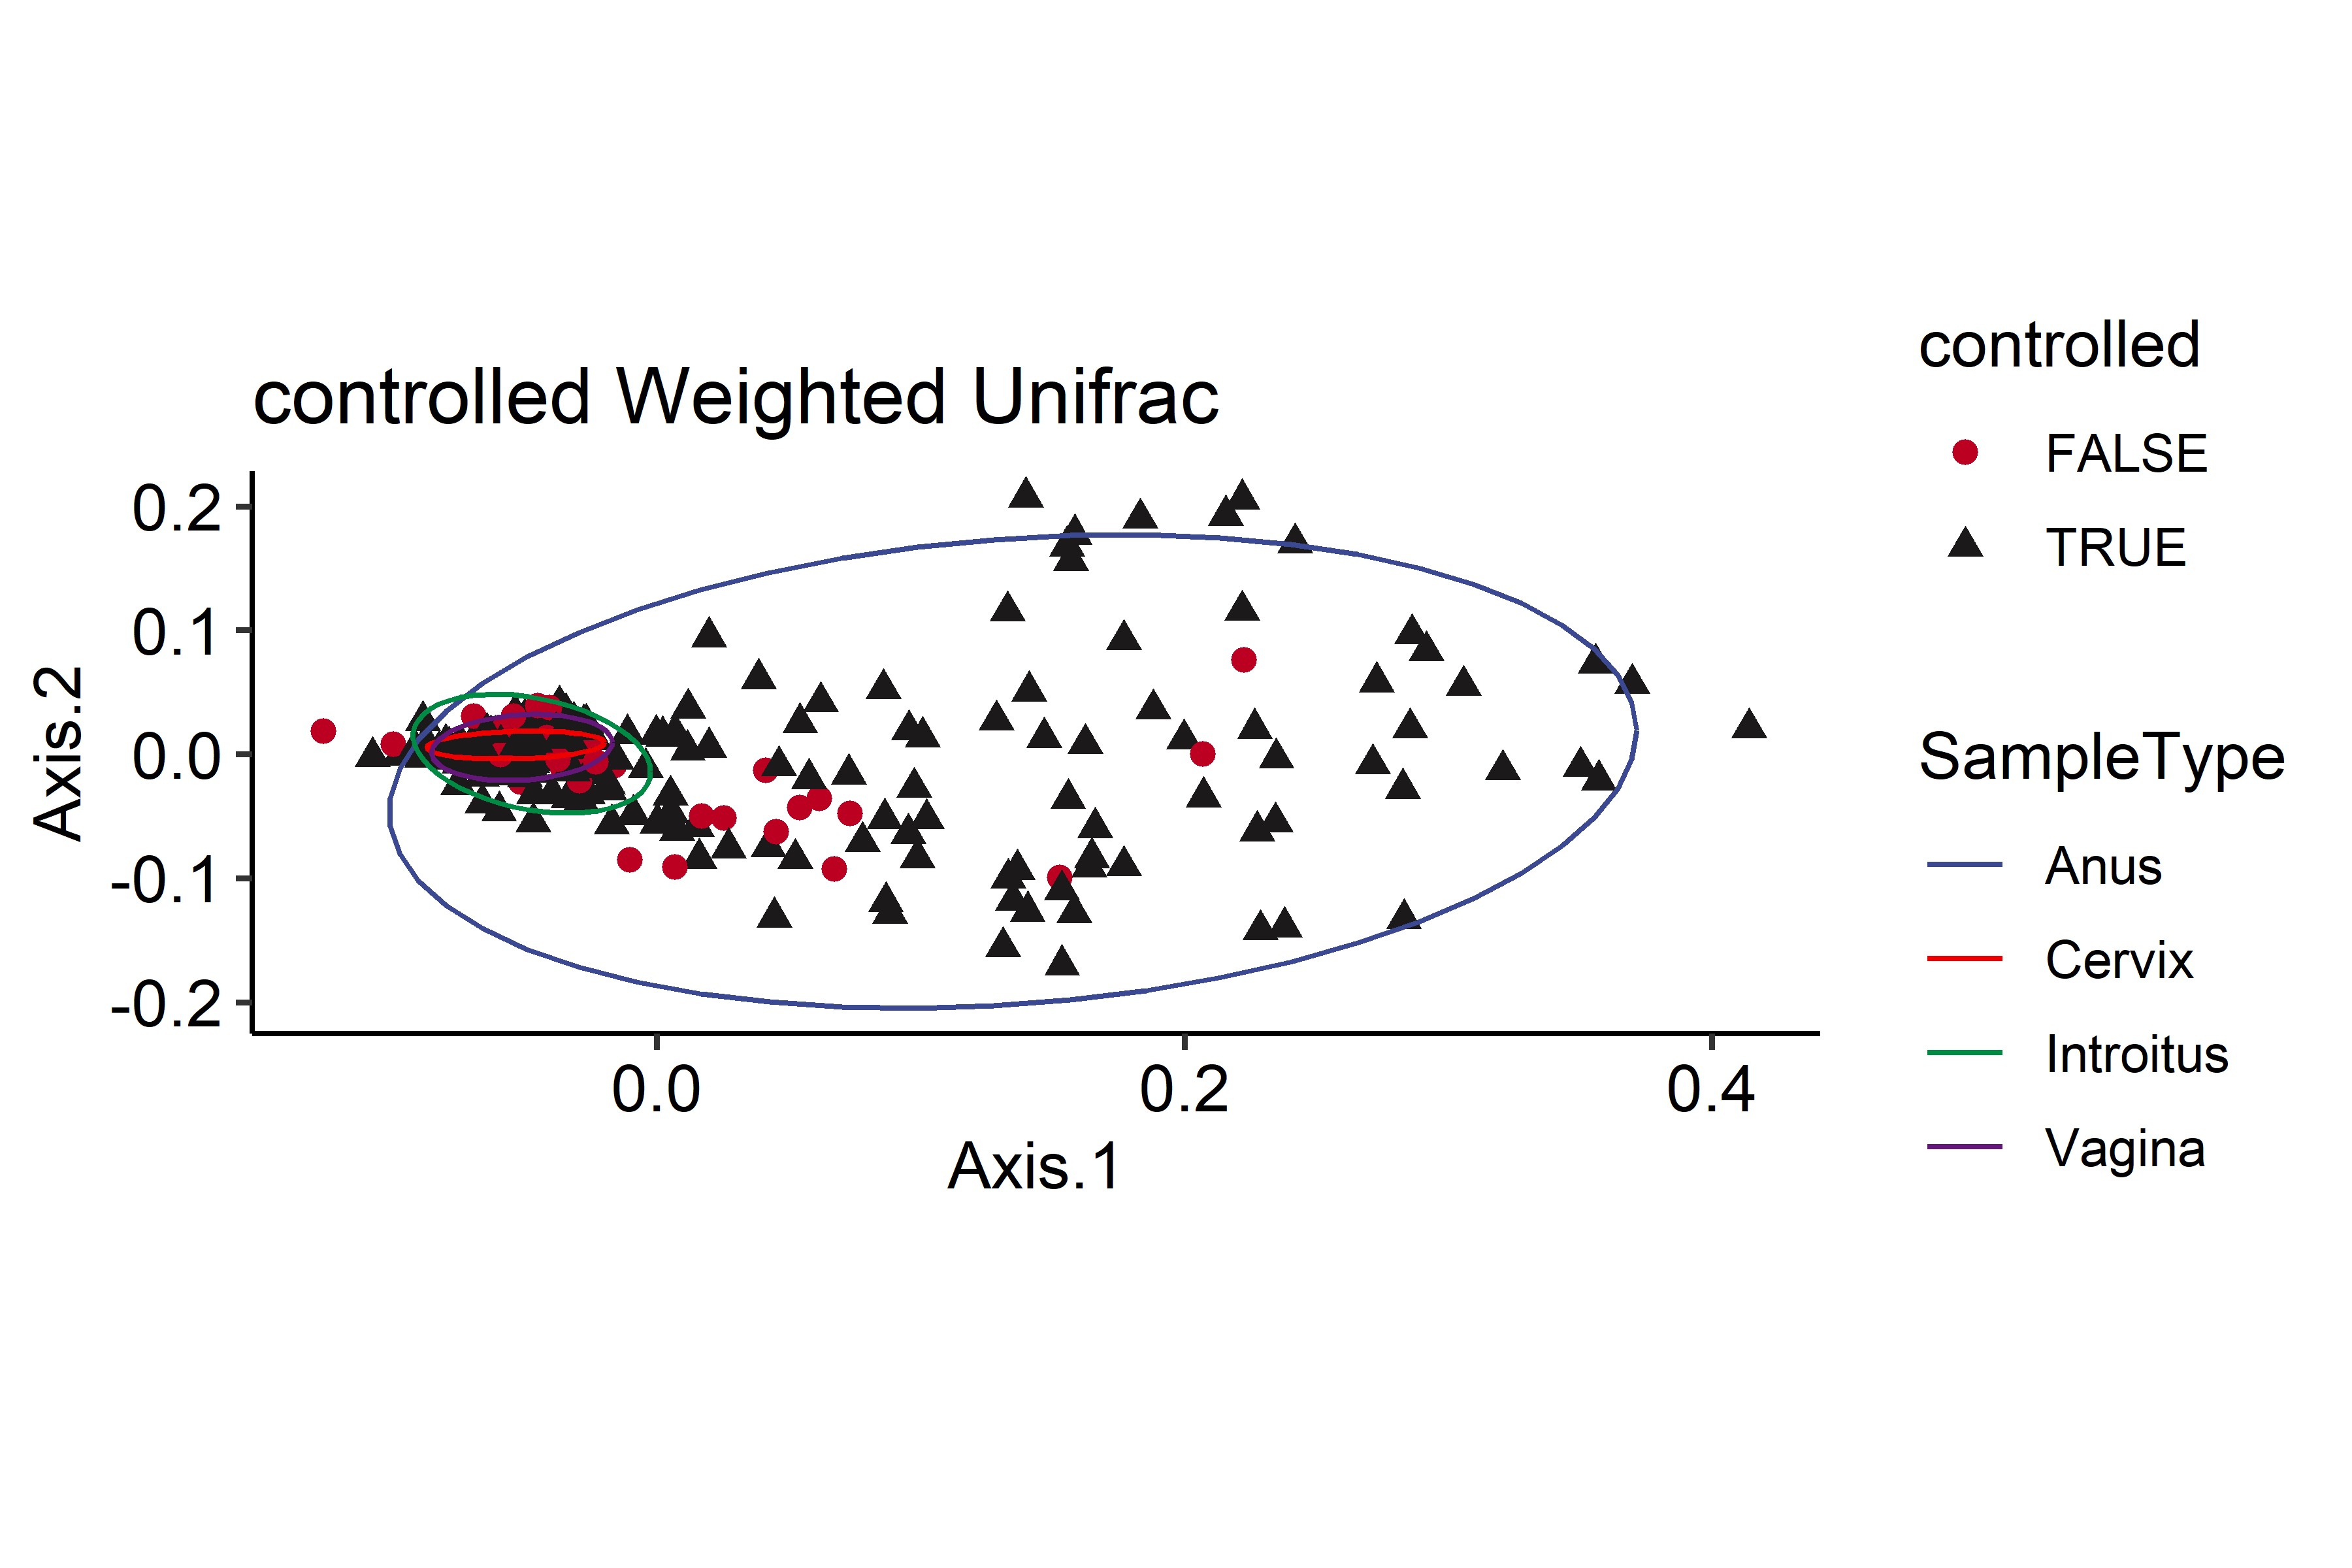 controlled Weighted Unifrac
0.2
0.1
0.0
-0.1
-0.2
Axis.2
0.0 0.2 0.4
Axis.1
controlled
FALSE
TRUE
SampleType
Anus
Cervix
Introitus
Vagina